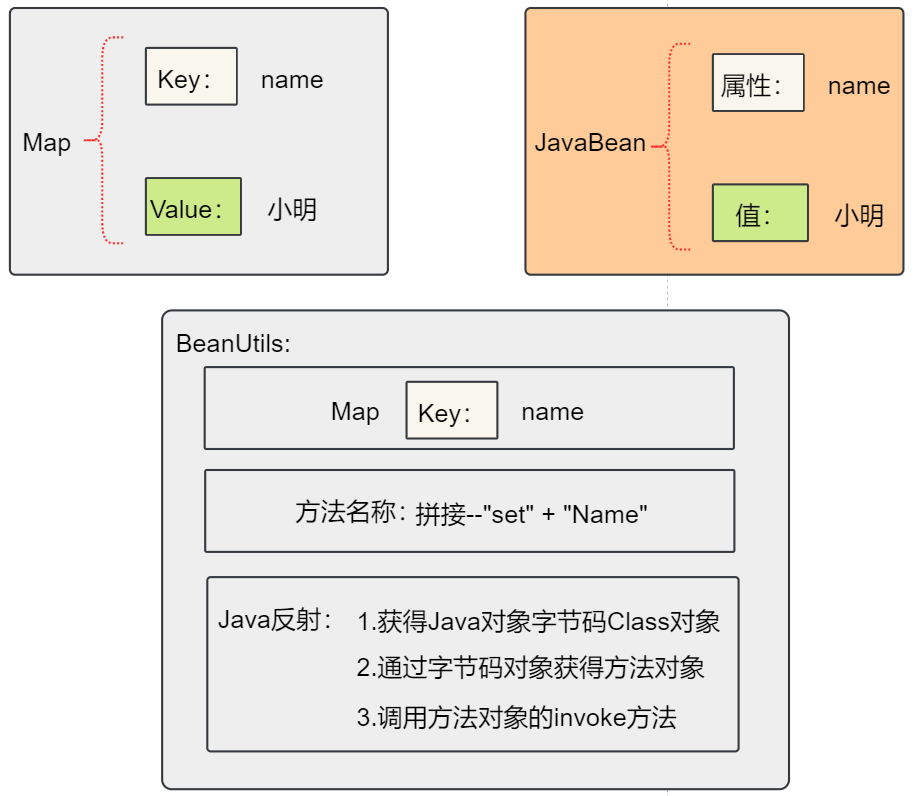 Map
Key： name
Value： 小明
JavaBean
属性： name
值： 小明
BeanUtils:
Map Key： name
方法名称：拼接--"set" + "Name"
Java反射： 1.获得Java对象字节码Class对象
2.通过字节码对象获得方法对象
3.调用方法对象的invoke方法